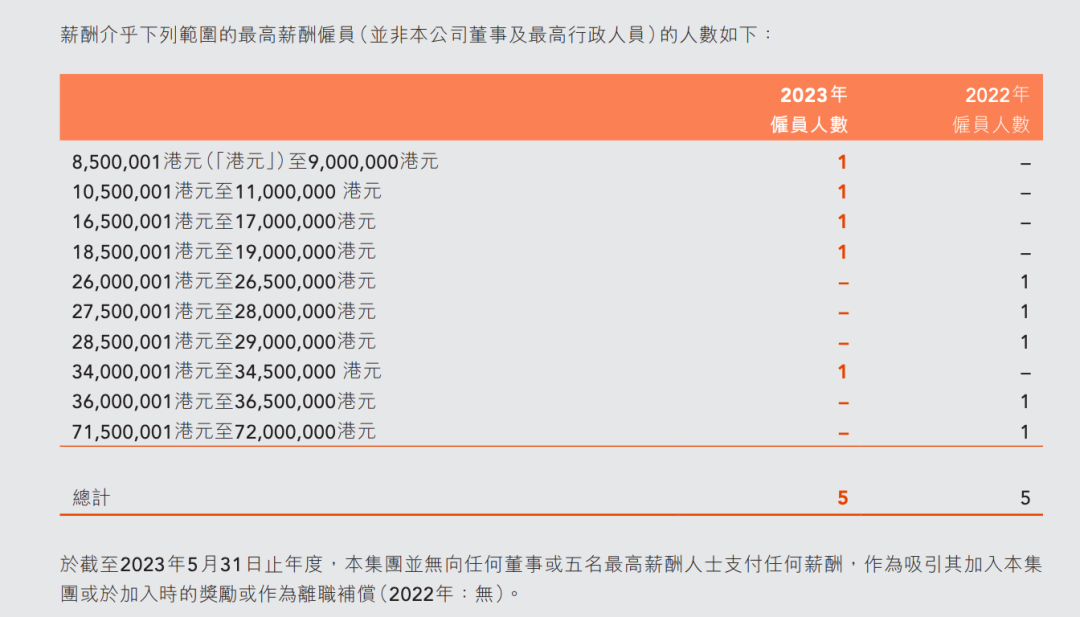 薪酬介乎下列範圍的最高薪酬僱員（並非本公司董事及最高行政人員）的人數如下：
2023年 2022年
僱員人數 僱員人數
8,500,001港元（「港元」）至9,000,000港元 1 –
10,500,001港元至11,000,000 港元 1 –
16,500,001港元至17,000,000港元 1 –
18,500,001港元至19,000,000港元 1 –
26,000,001港元至26,500,000港元 – 1
27,500,001港元至28,000,000港元 – 1
28,500,001港元至29,000,000港元 – 1
34,000,001港元至34,500,000 港元 1 –
36,000,001港元至36,500,000港元 – 1
71,500,001港元至72,000,000港元 – 1
總計 5 5
於截至2023年5月31日止年度，本集團並無向任何董事或五名最高薪酬人士支付任何薪酬，作為吸引其加入本集
團或於加入時的獎勵或作為離職補償（2022年：無）。